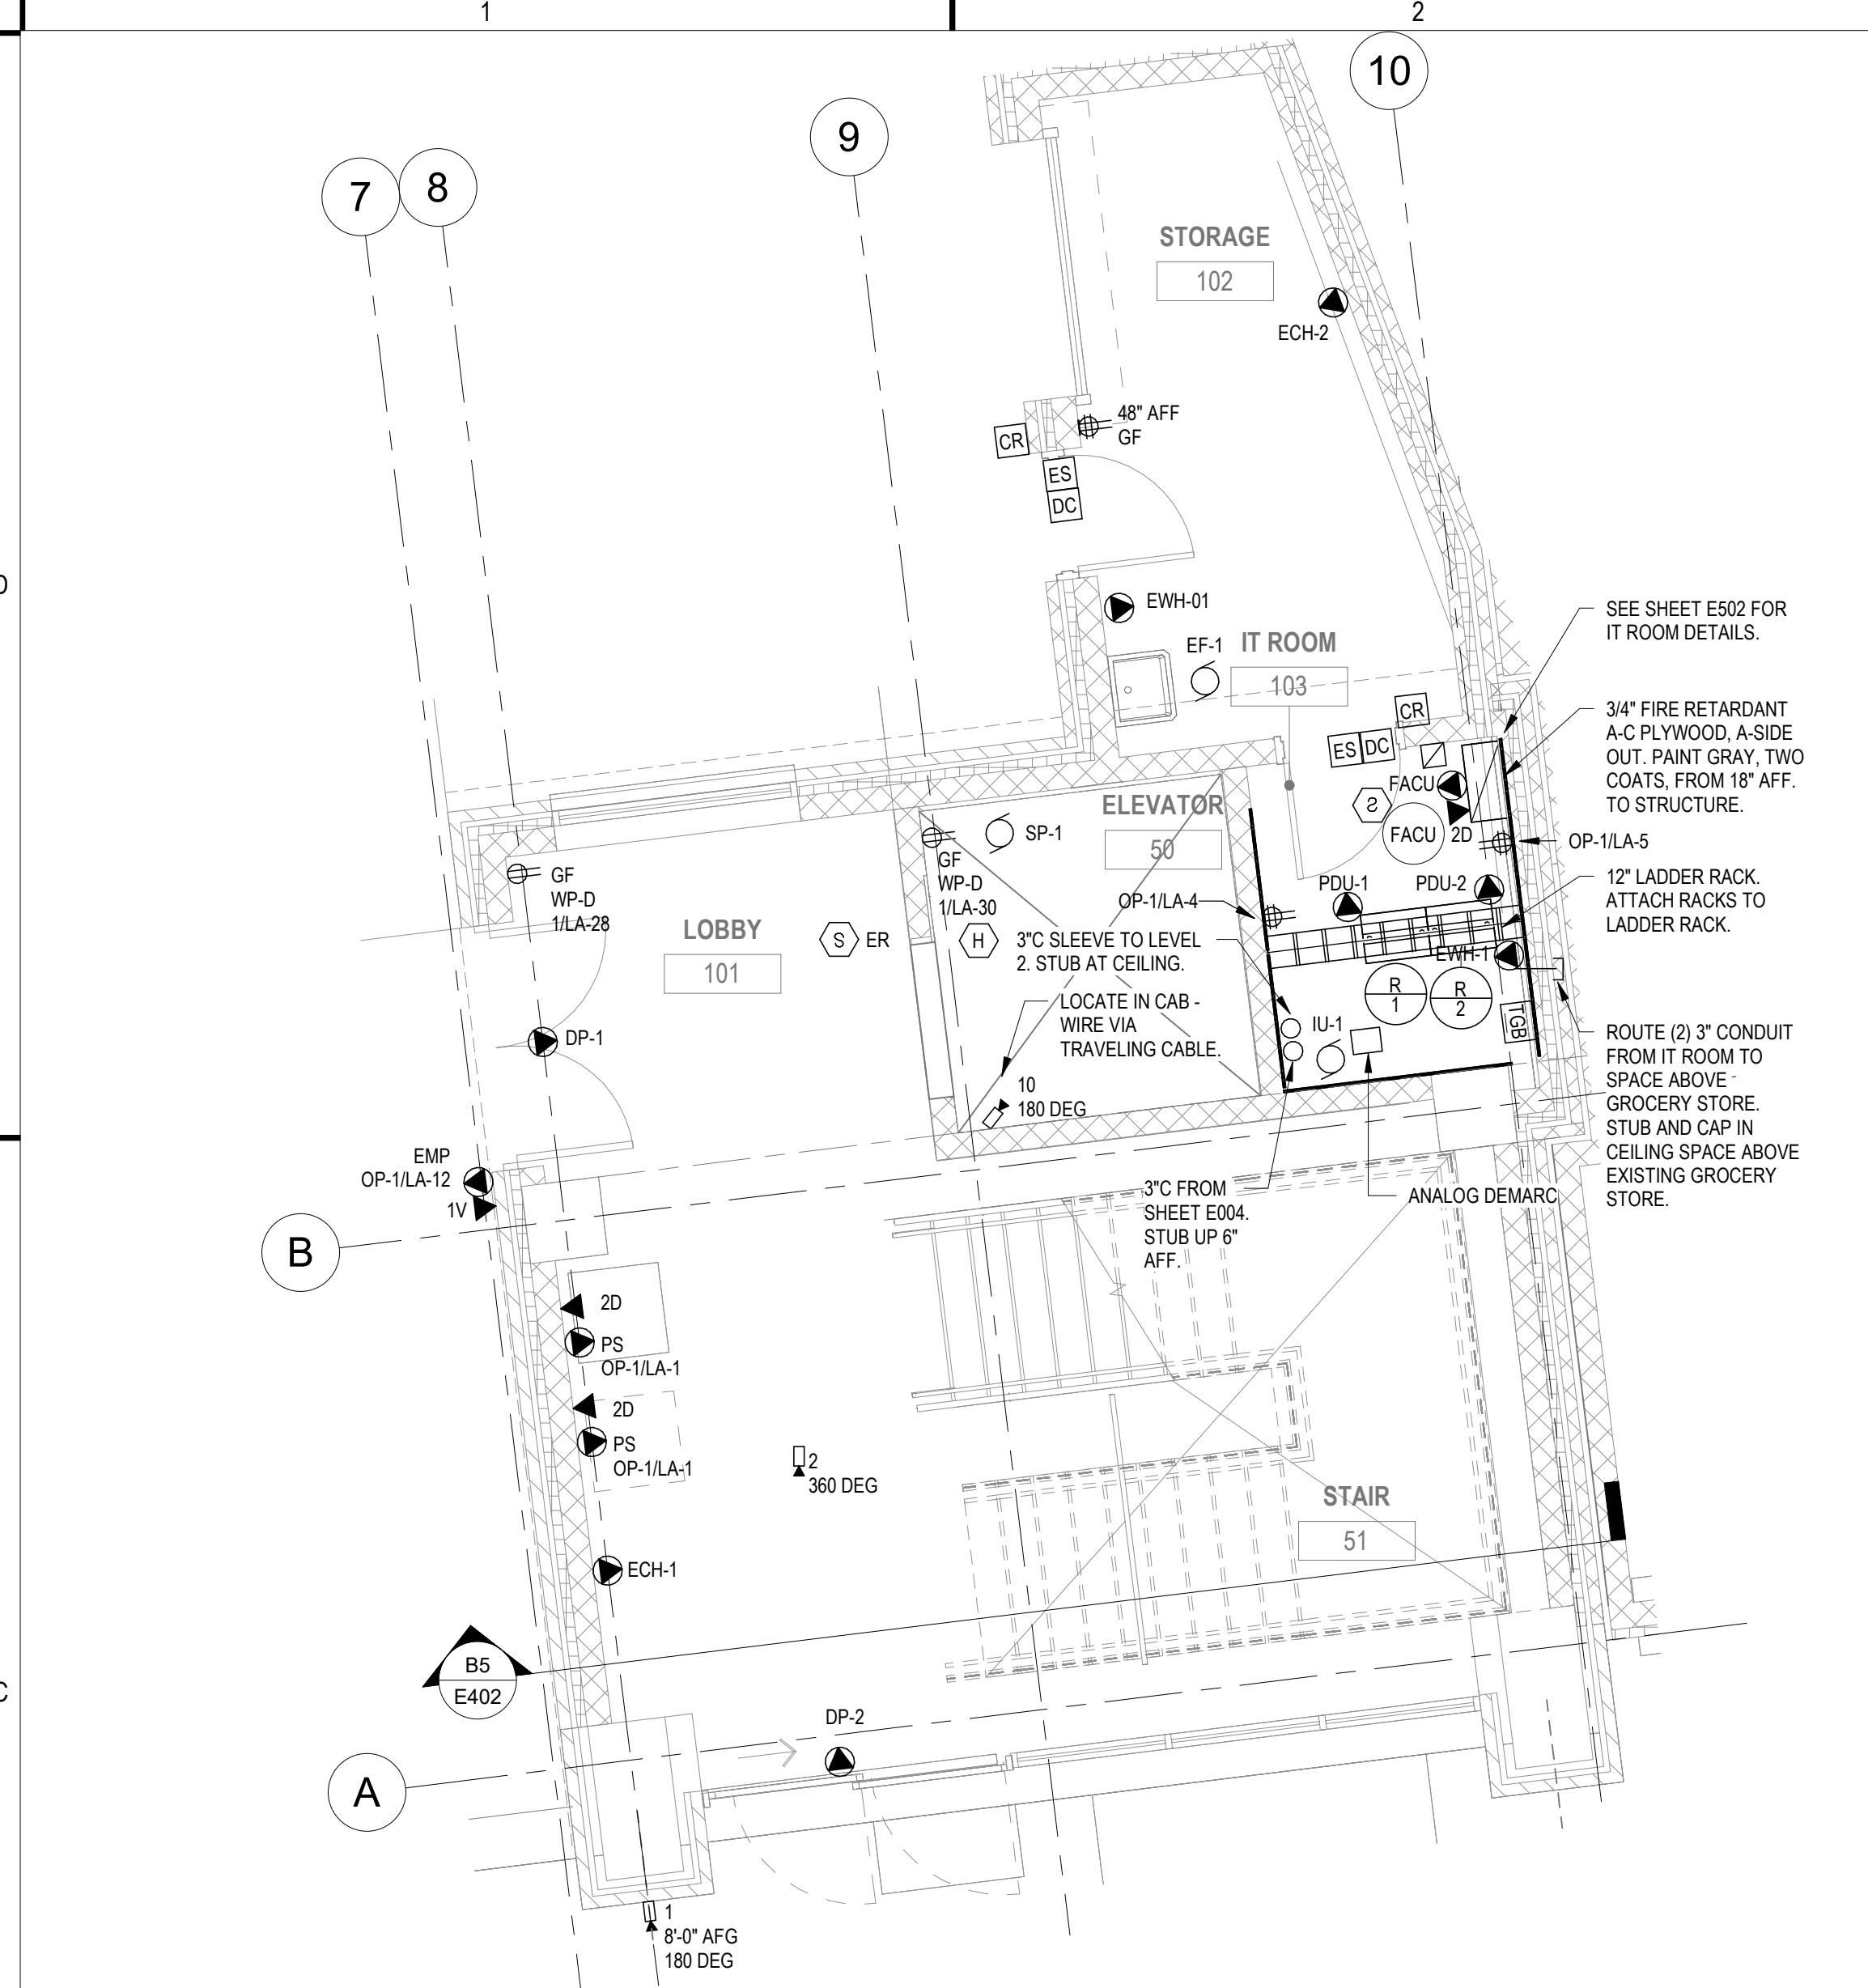 1
2
10
9
7
8
STORAGE
102
ECH-2
48" AFF
GF
CR
ES
DC
EWH-01
EF-1
IT ROOM
103
SEE SHEET E502 FOR
IT ROOM DETAILS.
CR
ES
DC
3/4" FIRE RETARDANT
A-C PLYWOOD, A-SIDE
OUT. PAINT GRAY, TWO
COATS, FROM 18" AFF.
TO STRUCTURE.
FACU
2
FACU
2D
OP-1/LA-5
ELEVATOR
50
SP-1
GF
WP-D
1/LA-30
GF
WP-D
1/LA-28
PDU-1
PDU-2
12" LADDER RACK.
ATTACH RACKS TO
LADDER RACK.
OP-1/LA-4
LOBBY
101
S
ER
H
3"C SLEEVE TO LEVEL
2. STUB AT CEILING.
EWH-1
LOCATE IN CAB -
WIRE VIA
TRAVELING CABLE.
R
1
R
2
TGB
IU-1
DP-1
ROUTE (2) 3" CONDUIT
FROM IT ROOM TO
SPACE ABOVE
GROCERY STORE.
STUB AND CAP IN
CEILING SPACE ABOVE
EXISTING GROCERY
STORE.
10
180 DEG
EMP
OP-1/LA-12
1V
3"C FROM
SHEET E004.
STUB UP 6"
AFF.
ANALOG DEMARC
B
2D
PS
OP-1/LA-1
2D
PS
OP-1/LA-1
2
360 DEG
STAIR
51
ECH-1
B5
E402
DP-2
A
C
1
8'-0" AFG
180 DEG